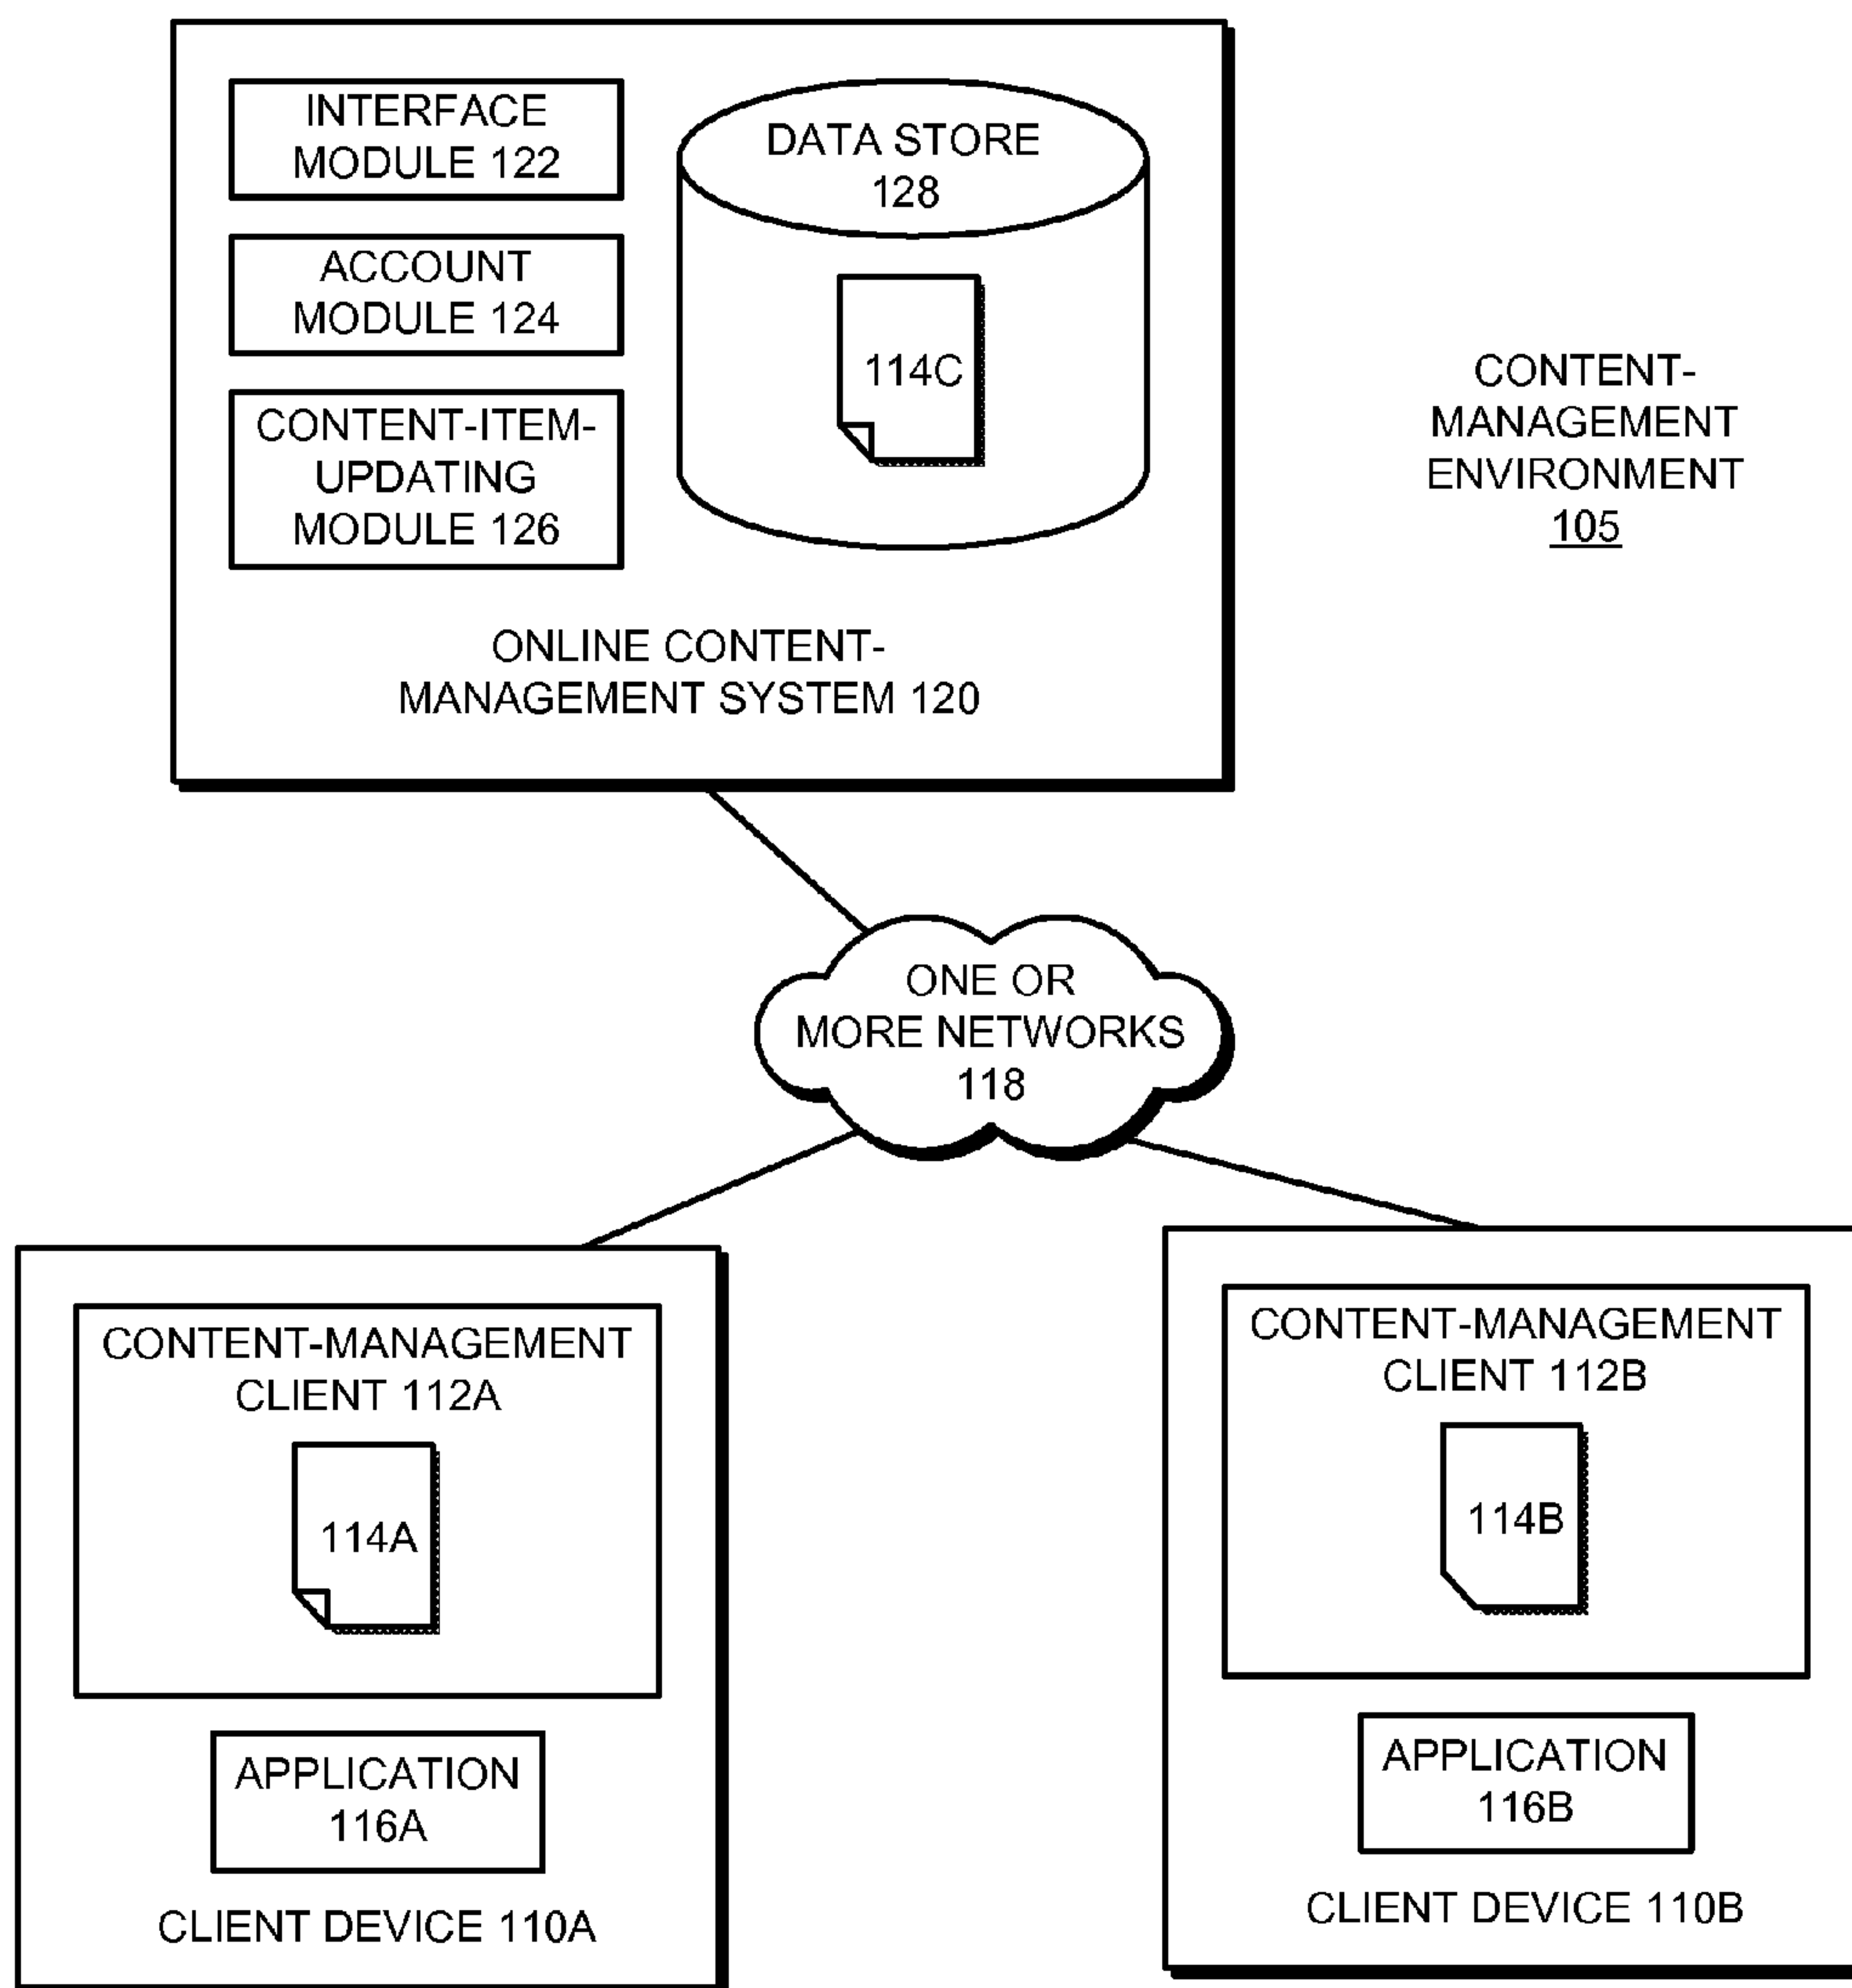 INTERFACE
MODULE 122
ACCOUNT
MODULE 124
CONTENT-ITEM-
UPDATING
MODULE 126
DATA STORE
128
114C
ONLINE CONTENT-
MANAGEMENT SYSTEM 120
CONTENT-
MANAGEMENT
ENVIRONMENT
105
ONE OR
MORE NETWORKS
118
CONTENT-MANAGEMENT
CLIENT 112A
114A
APPLICATION
116A
CLIENT DEVICE 110A
CONTENT-MANAGEMENT
CLIENT 112B
114B
APPLICATION
116B
CLIENT DEVICE 110B